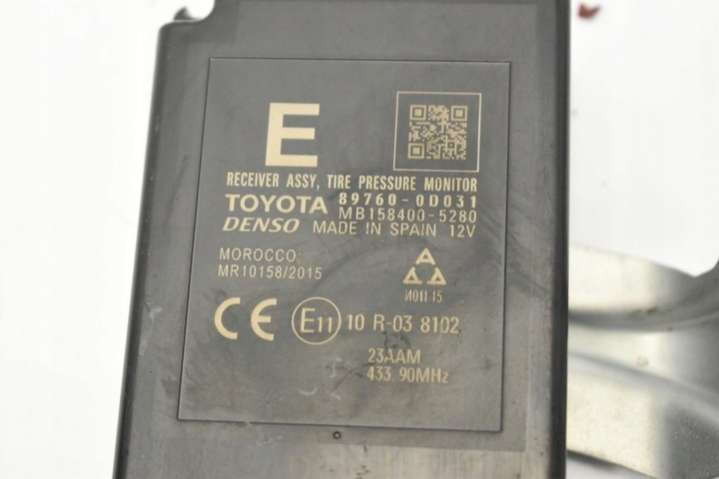 E
RECEIVER ASSY, TIRE PRESSURE MONITOR
TOYOTA 89760-0D031
MB158400-5280
DENSO MADE IN SPAIN 12V
MOROCCO
MR10158/2015
И011 15
CE E11 10 R-03 8102
23AAM
433.90MHz